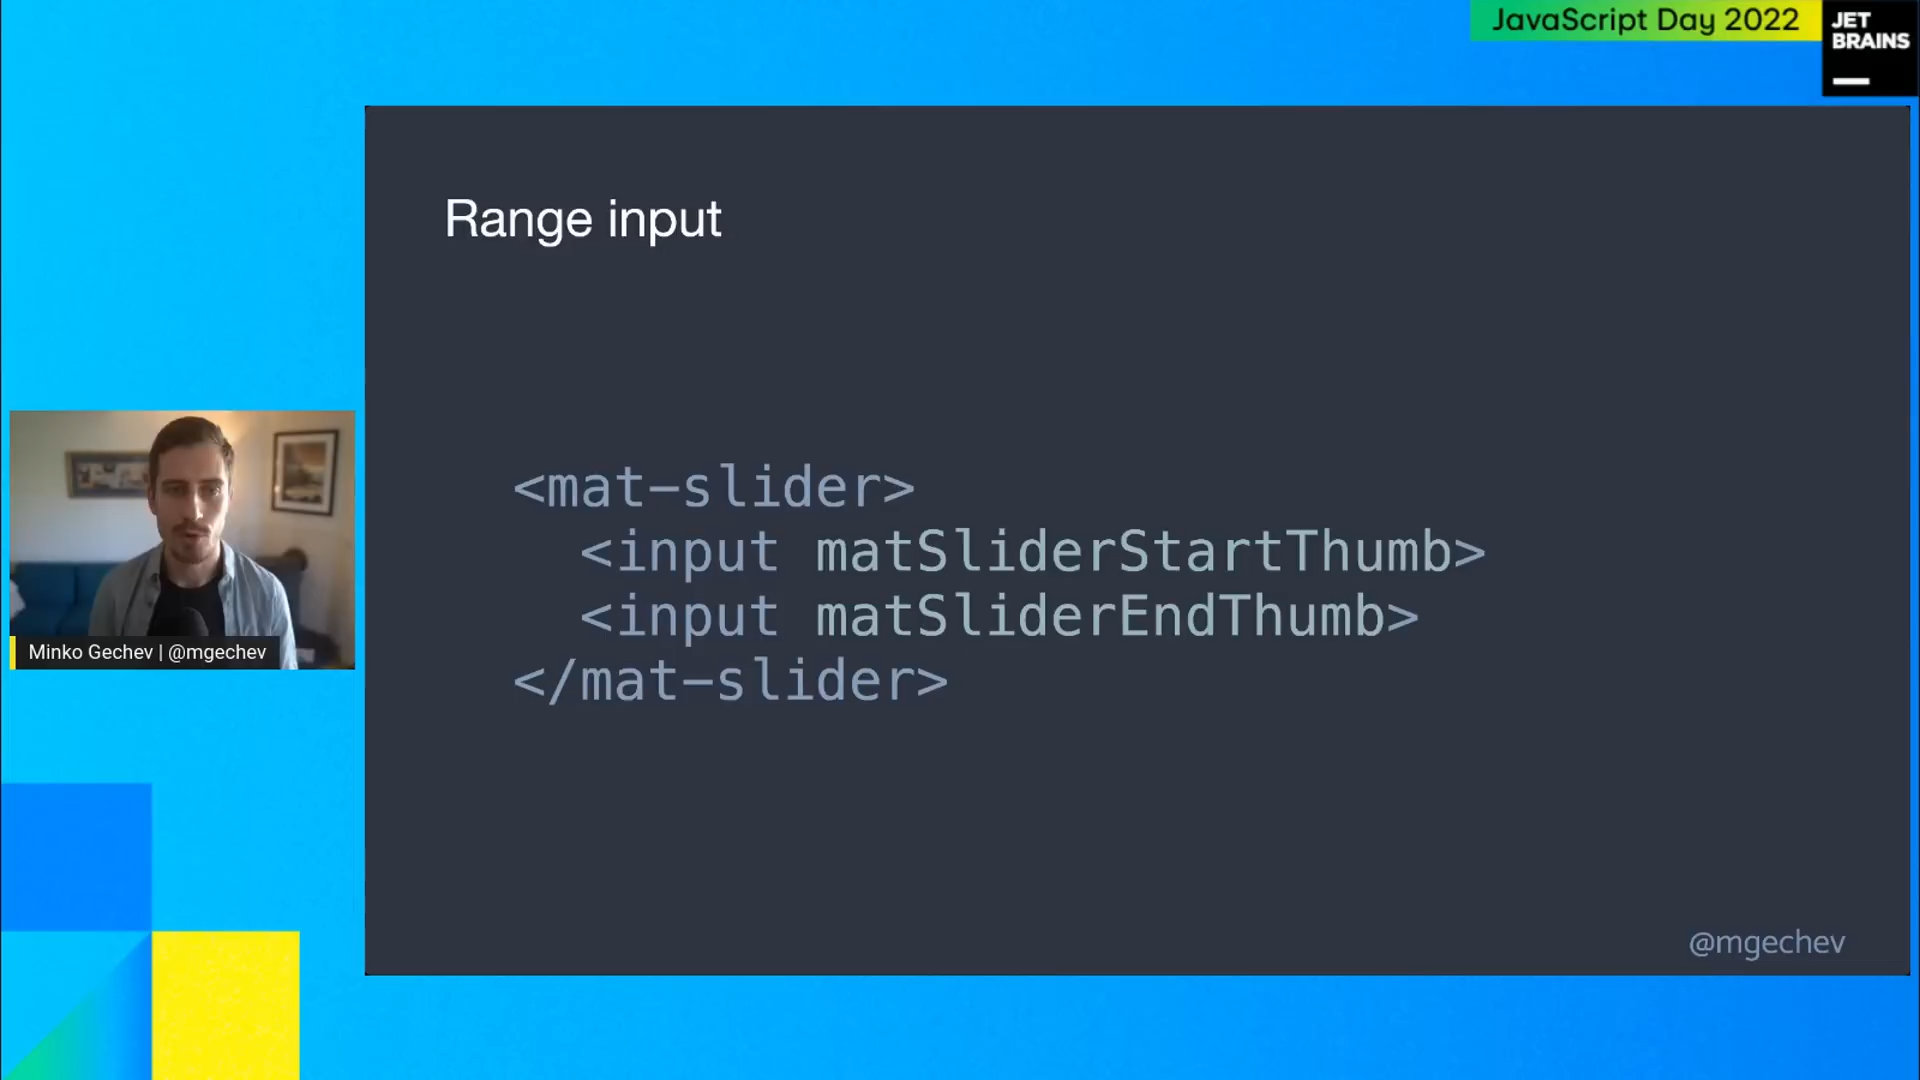 JavaScript Day 2022
JET
BRAINS
Range input
<mat-slider>
<input matSliderStartThumb>
<input matSliderEndThumb>
</mat-slider>
Minko Gechev | @mgechev
@mgechev